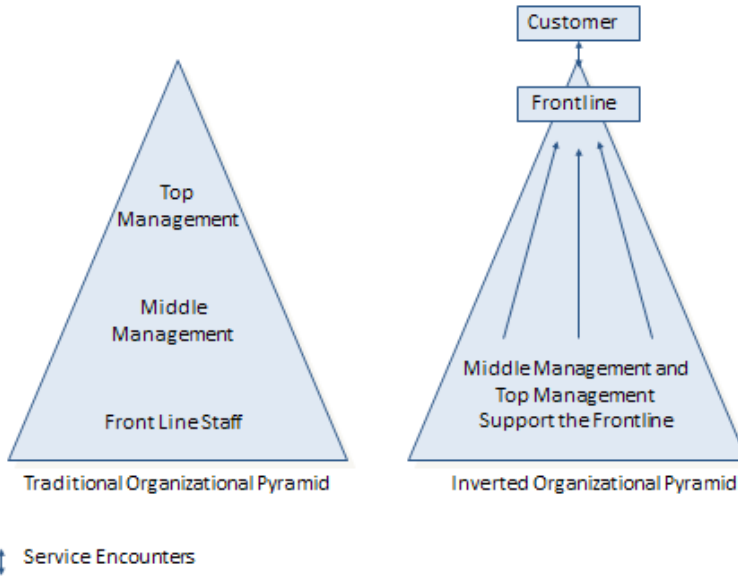 Customer
Frontline
Top
Management
Middle
Management
Front Line Staff
Middle Management and
Top Management
Support the Frontline
Traditional Organizational Pyramid
Inverted Organizational Pyramid
Service Encounters